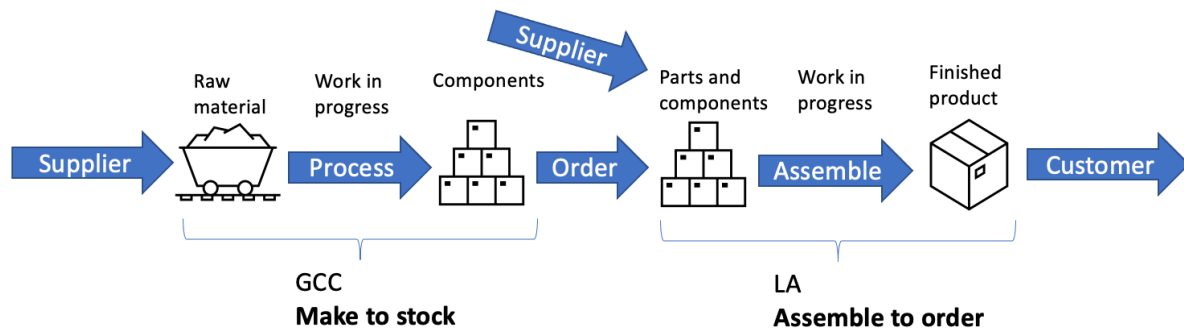 Supplier
Raw
material
Work in
progress
Components
Parts and
components
Work in
progress
Finished
product
Supplier
Process
Order
Assemble
Customer
GCC
Make to stock
LA
Assemble to order